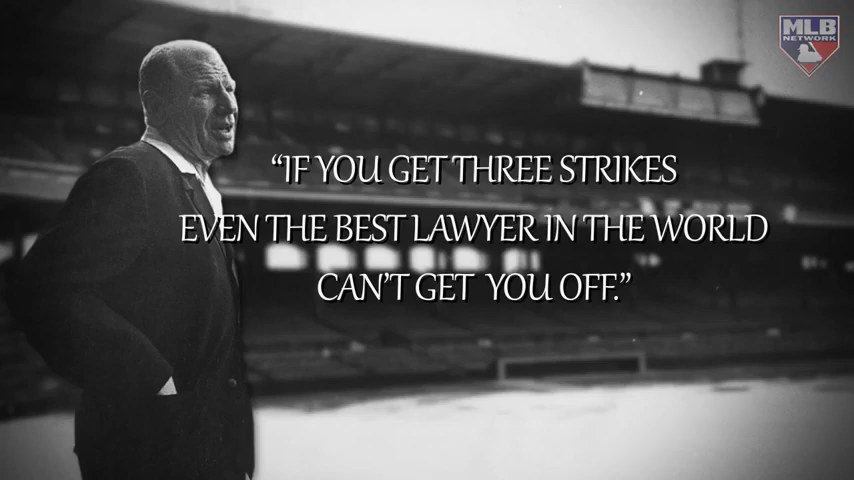 MLB
NETWORK
“IF YOU GET THREE STRIKES
EVEN THE BEST LAWYER IN THE WORLD
CAN’T GET YOU OFF.”